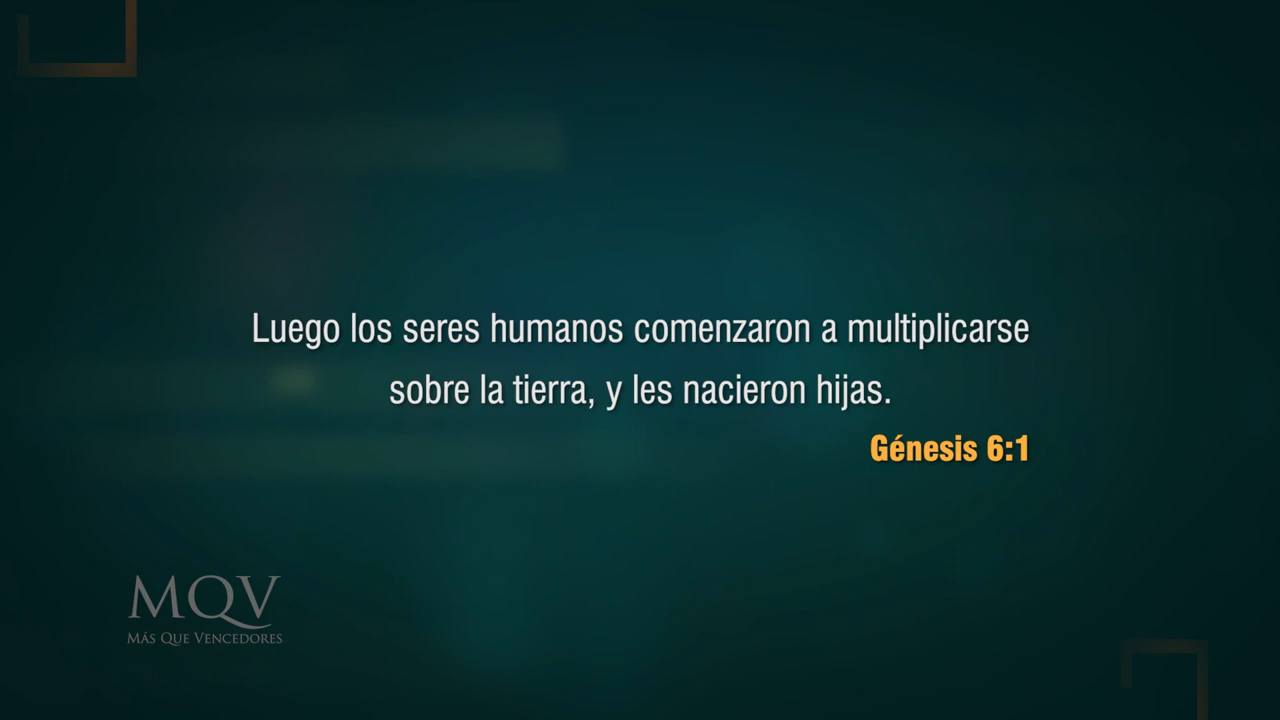 Luego los seres humanos comenzaron a multiplicarse
sobre la tierra, y les nacieron hijas.
Génesis 6:1
MQV
MÁS QUE VENCEDORES